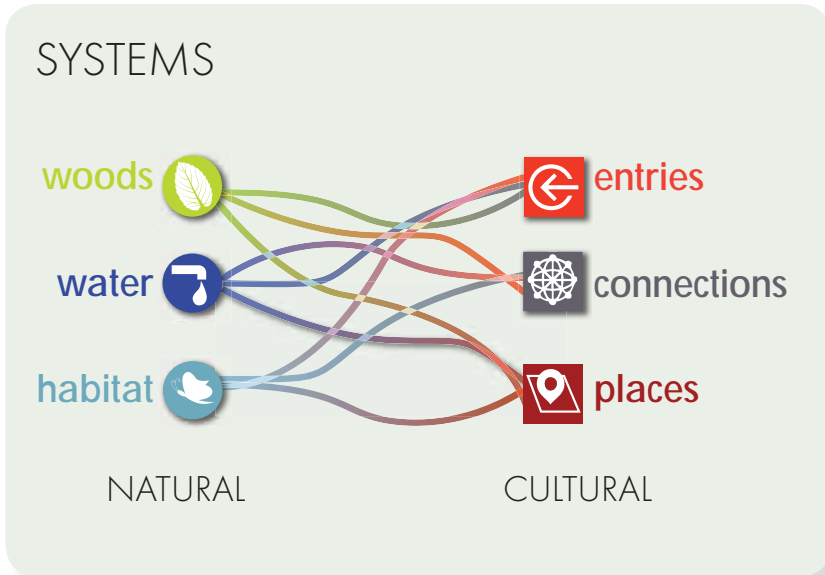 SYSTEMS
woods
entries
water
connections
habitat
places
NATURAL
CULTURAL